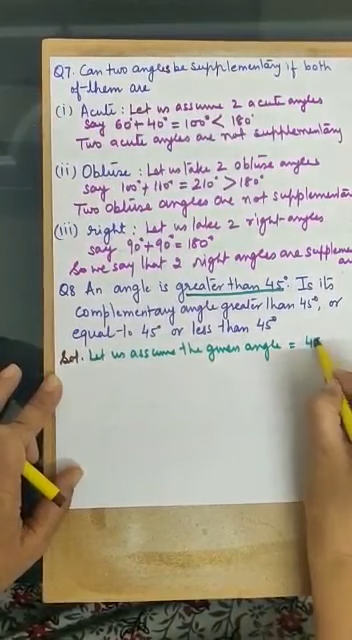 Q7. Can two angles be supplementary if both
of them are
(i) Acute : Let us assume 2 acute angles
say 60° + 40° = 100° < 180°
Two acute angles are not supplementary
(ii) Obtuse : Let us take 2 obtuse angles
say 100° + 110° = 210° > 180°
Two obtuse angles are not supplementa
(iii) right : Let us take 2 right-angles
say 90° + 90° = 180°
So we say that 2 right angles are suppleme
Q8 An angle is greater than 45°. Is its
complementary angle greater than 45°, or
equal to 45° or less than 45°
Sol. Let us assume the given angle = 4